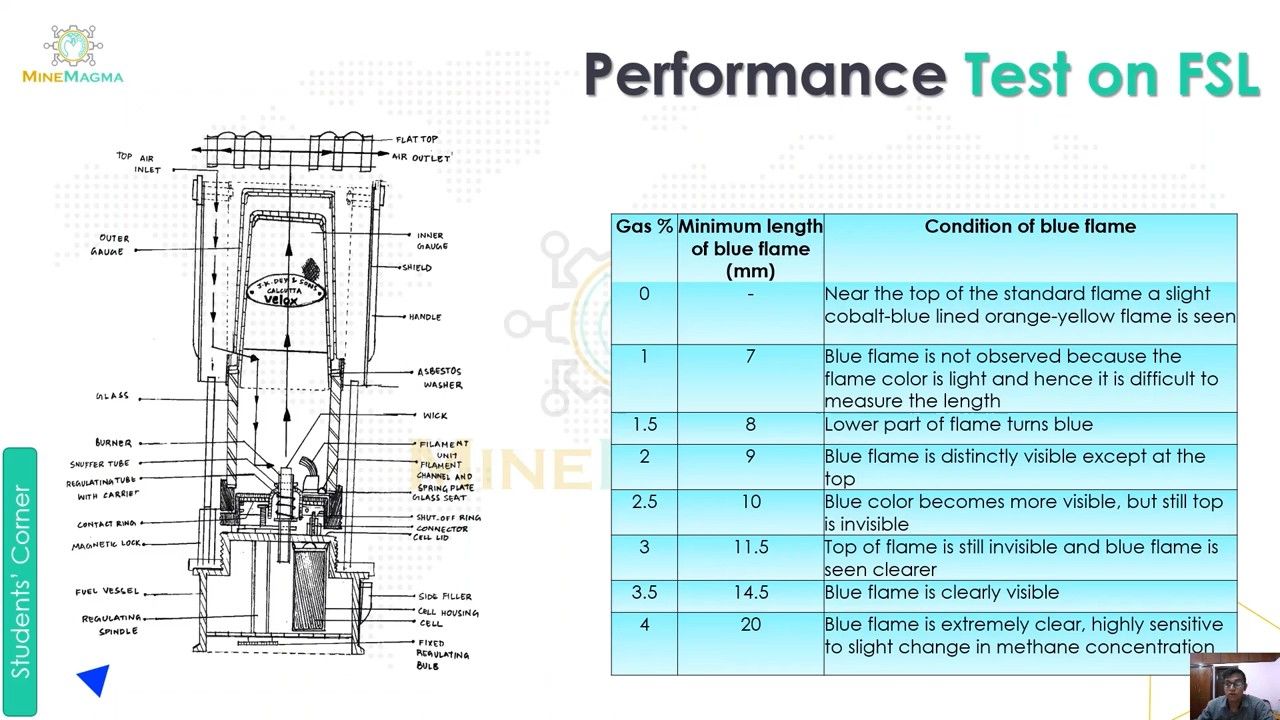 MINEMAGMA
Performance Test on FSL
FLAT TOP
AIR OUTLET
TOP AIR
INLET
OUTER
GAUGE
INNER
GAUGE
SHIELD
J.K. DEY & SONS
CALCUTTA
velox
HANDLE
ASBESTOS
WASHER
GLASS
WICK
BURNER
SNUFFER TUBE
REGULATING TUBE
WITH CARRIER
FILAMENT
UNIT
FILAMENT
CHANNEL AND
SPRING PLATE
GLASS SEAT
CONTACT RING
MAGNETIC LOCK
SHUT-OFF RING
CONNECTOR
CELL LID
FUEL VESSEL
REGULATING
SPINDLE
SIDE FILLER
CELL HOUSING
CELL
FIXED
REGULATING
BULB
Gas % Minimum length Condition of blue flame
of blue flame
(mm)
0 - Near the top of the standard flame a slight
cobalt-blue lined orange-yellow flame is seen
1 7 Blue flame is not observed because the
flame color is light and hence it is difficult to
measure the length
1.5 8 Lower part of flame turns blue
2 9 Blue flame is distinctly visible except at the
top
2.5 10 Blue color becomes more visible, but still top
is invisible
3 11.5 Top of flame is still invisible and blue flame is
seen clearer
3.5 14.5 Blue flame is clearly visible
4 20 Blue flame is extremely clear, highly sensitive
to slight change in methane concentration
Students' Corner